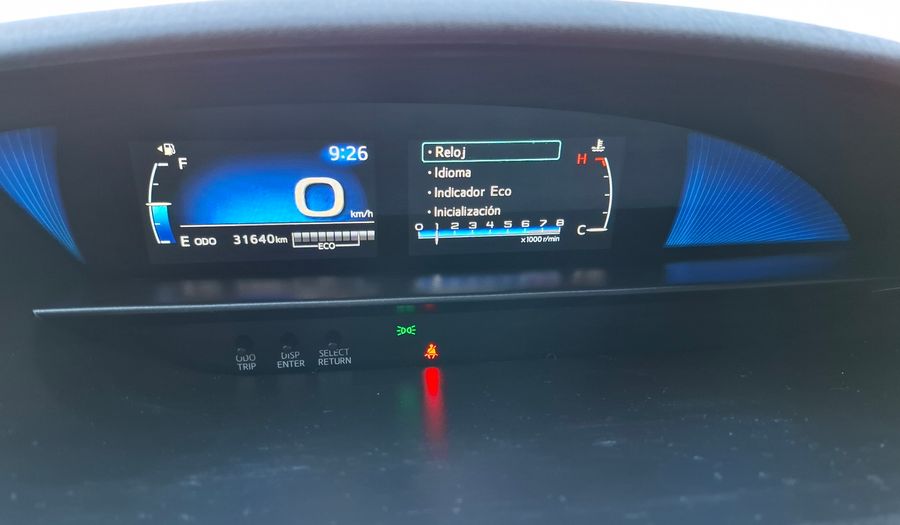 F
9:26
0
km/h
E ODO 31640km
ECO
• Reloj
• Idioma
• Indicador Eco
• Inicialización
0 2 3 4 5 6 7 8
x1000 r/min
H
C
ODO
TRIP
DISP
ENTER
SELECT
RETURN